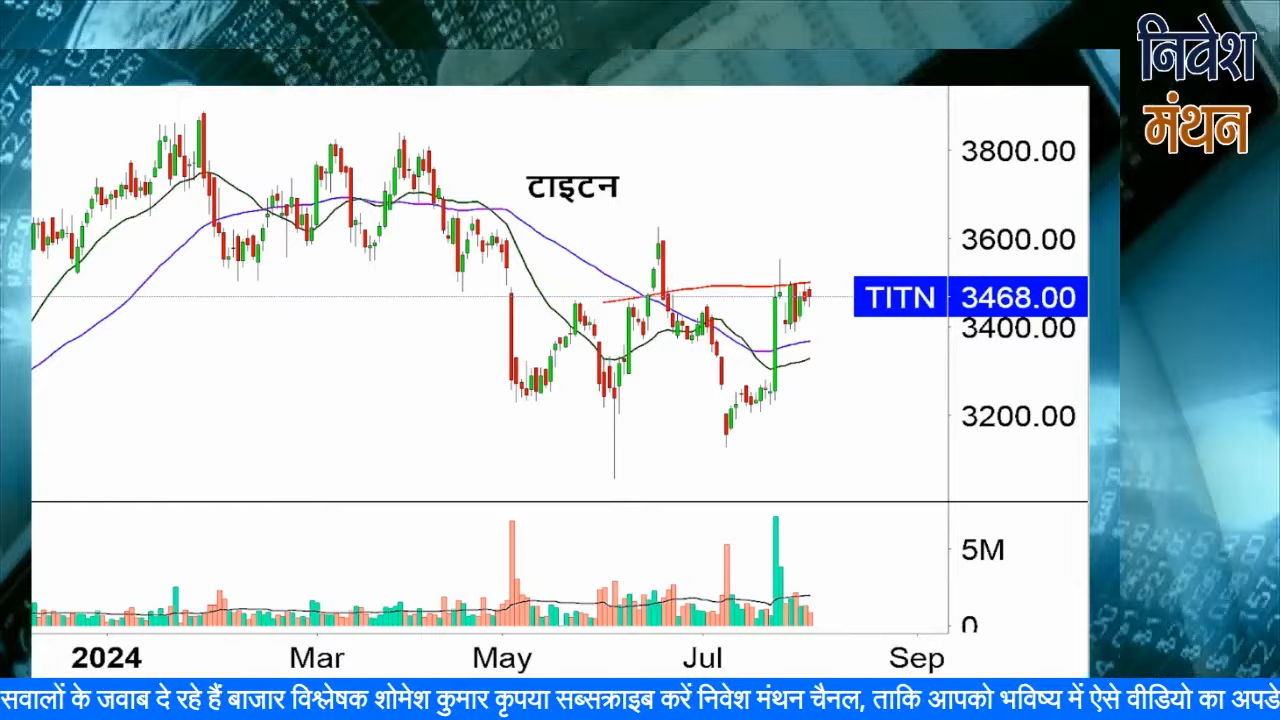 निवेश
मंथन
टाइटन
3800.00
3600.00
TITN 3468.00
3400.00
3200.00
5M
0
2024 Mar May Jul Sep
सवालों के जवाब दे रहे हैं बाजार विश्लेषक शोमेश कुमार कृपया सब्सक्राइब करें निवेश मंथन चैनल, ताकि आपको भविष्य में ऐसे वीडियो का अपडे